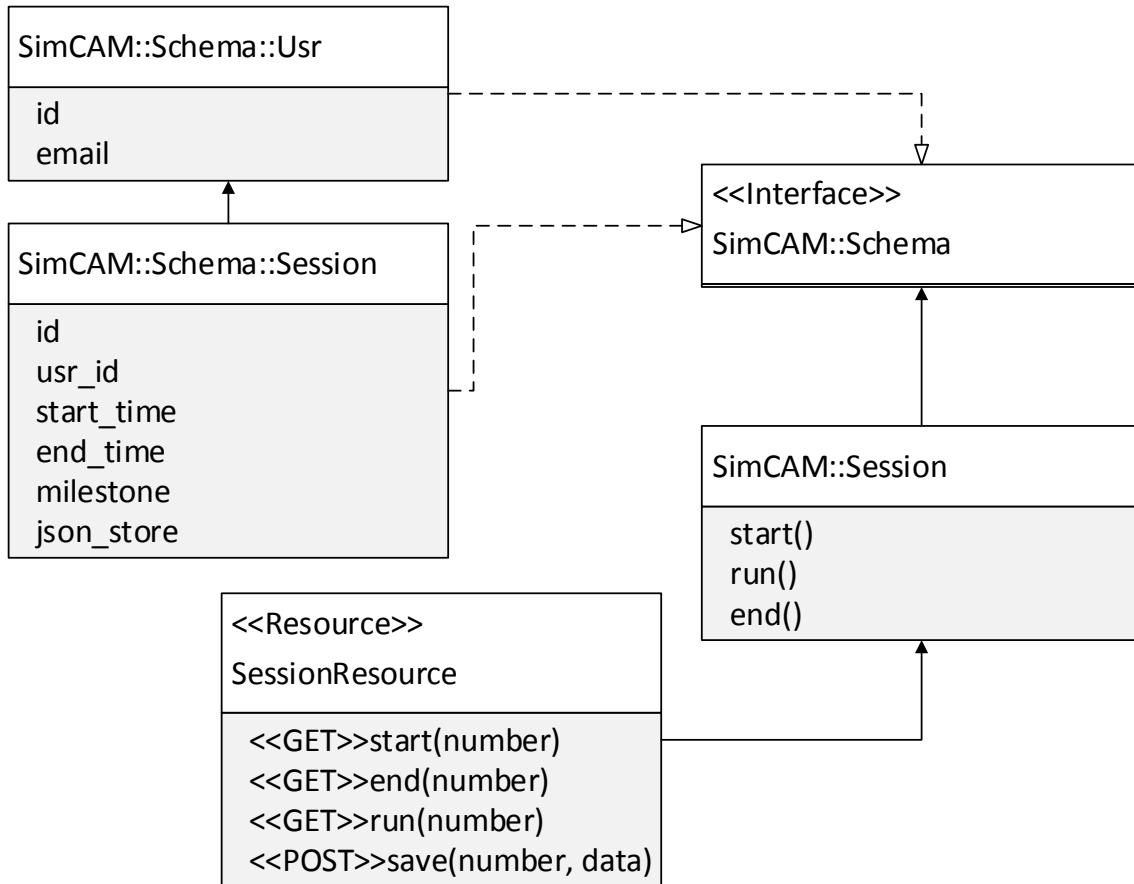 SimCAM::Schema::Usr
id
email
SimCAM::Schema::Session
id
usr_id
start_time
end_time
milestone
json_store
<<Interface>>
SimCAM::Schema
SimCAM::Session
start()
run()
end()
<<Resource>>
SessionResource
<<GET>>start(number)
<<GET>>end(number)
<<GET>>run(number)
<<POST>>save(number, data)